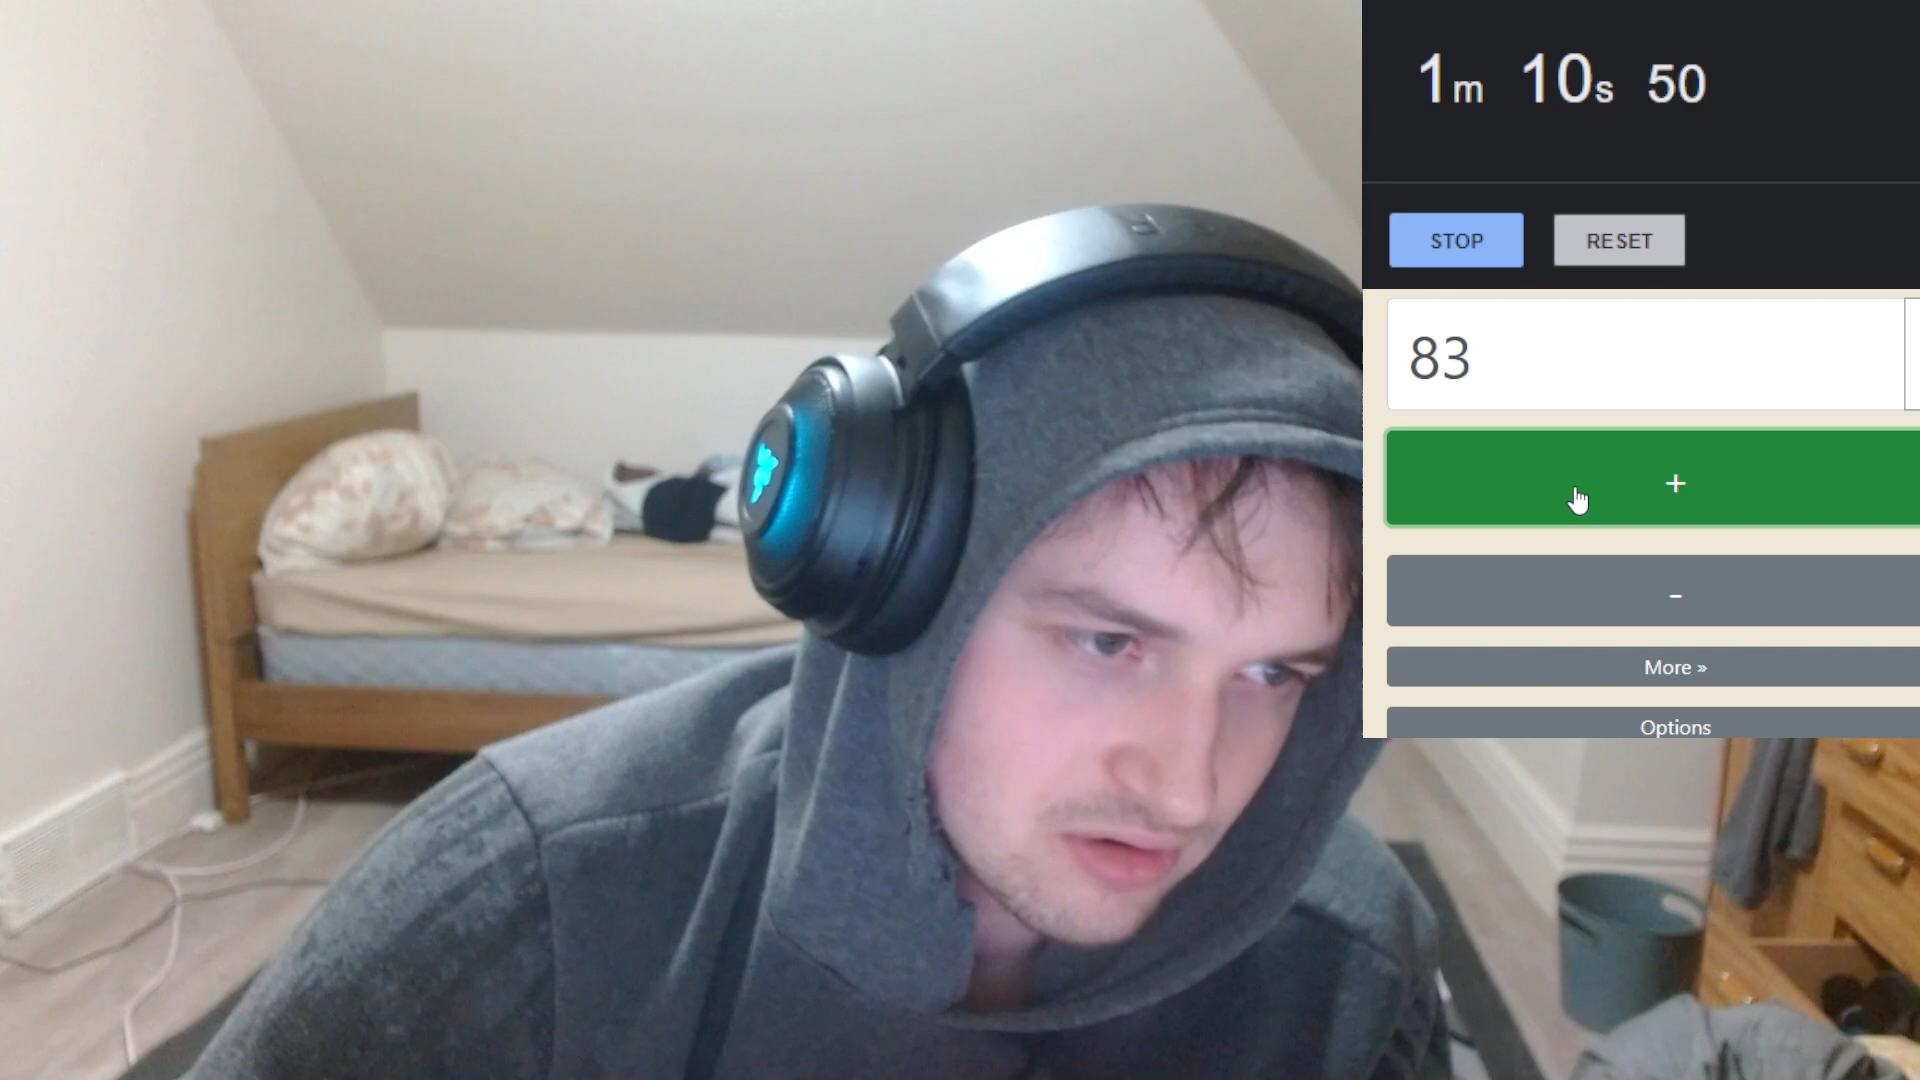 1m 10s 50
STOP RESET
83
+
-
More »
Options